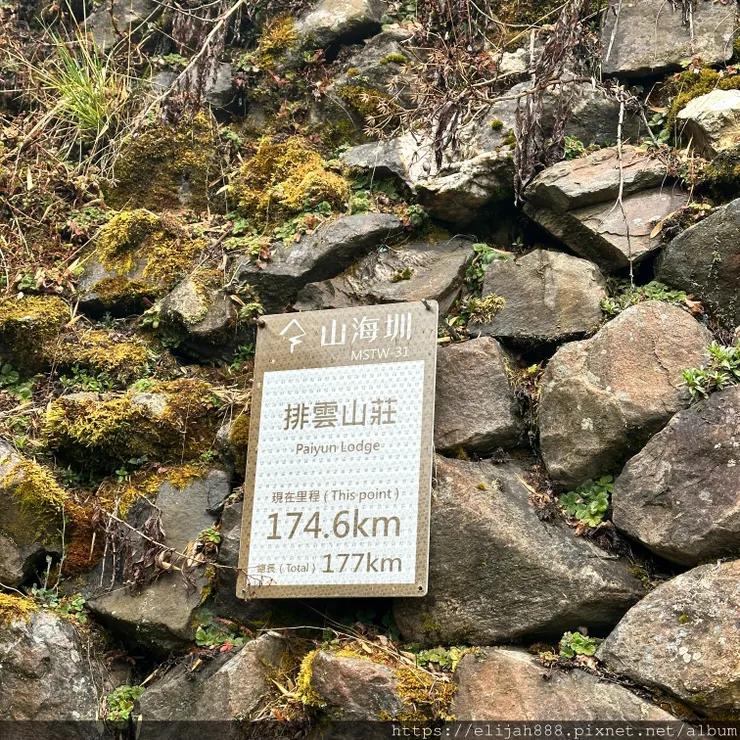 山海圳
MSTW-31
排雲山莊
Paiyun Lodge
現在里程 (This point)
174.6km
總長 (Total) 177km
https://elijah888.pixnet.net/album